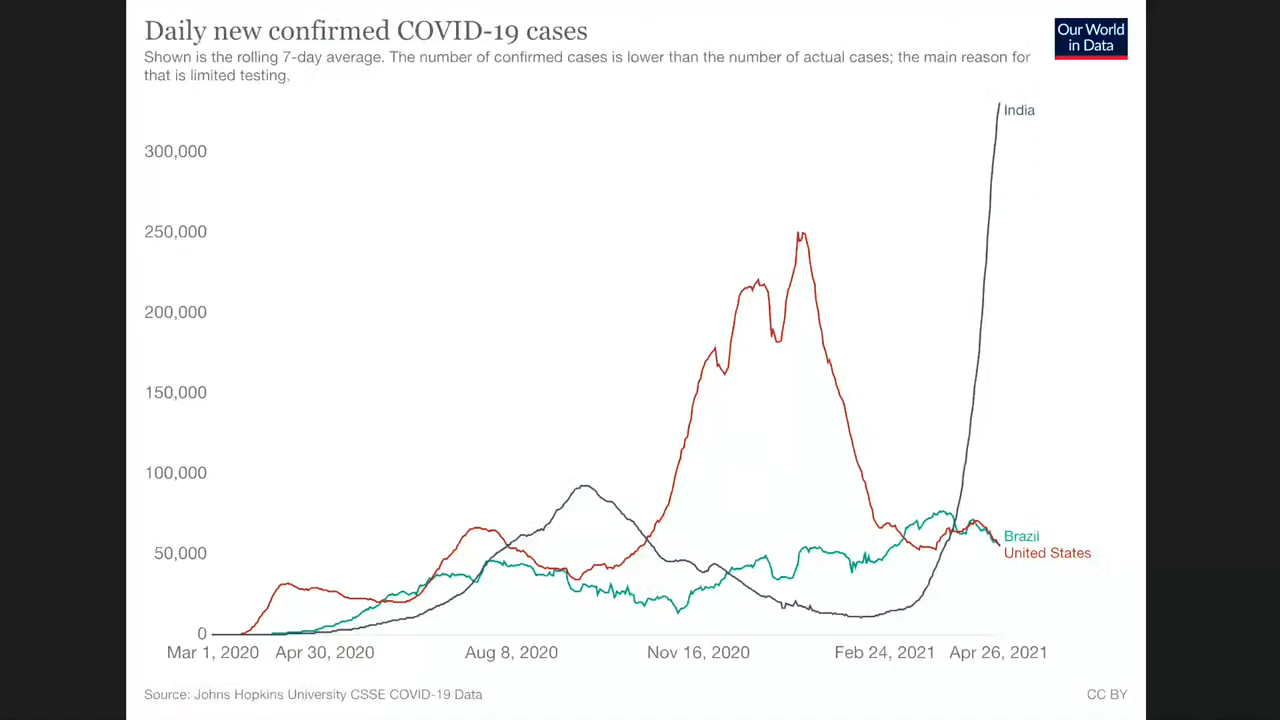 Daily new confirmed COVID-19 cases
Our World
in Data
Shown is the rolling 7-day average. The number of confirmed cases is lower than the number of actual cases; the main reason for
that is limited testing.
India
300,000
250,000
200,000
150,000
100,000
50,000
0
Brazil
United States
Mar 1, 2020 Apr 30, 2020 Aug 8, 2020 Nov 16, 2020 Feb 24, 2021 Apr 26, 2021
Source: Johns Hopkins University CSSE COVID-19 Data CC BY